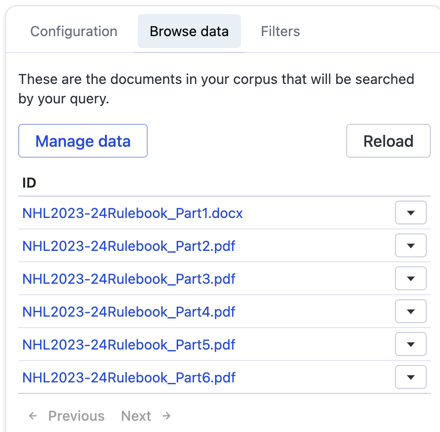 Configuration Browse data Filters
These are the documents in your corpus that will be searched
by your query.
Manage data Reload
ID
NHL2023-24Rulebook_Part1.docx
NHL2023-24Rulebook_Part2.pdf
NHL2023-24Rulebook_Part3.pdf
NHL2023-24Rulebook_Part4.pdf
NHL2023-24Rulebook_Part5.pdf
NHL2023-24Rulebook_Part6.pdf
← Previous Next →